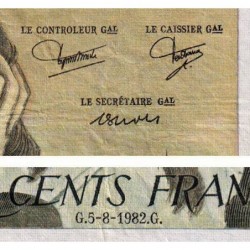 LE CONTROLEUR GAL LE CAISSIER GAL
LE SECRÉTAIRE GAL
CENTS FRAN
G.5-8-1982.G.